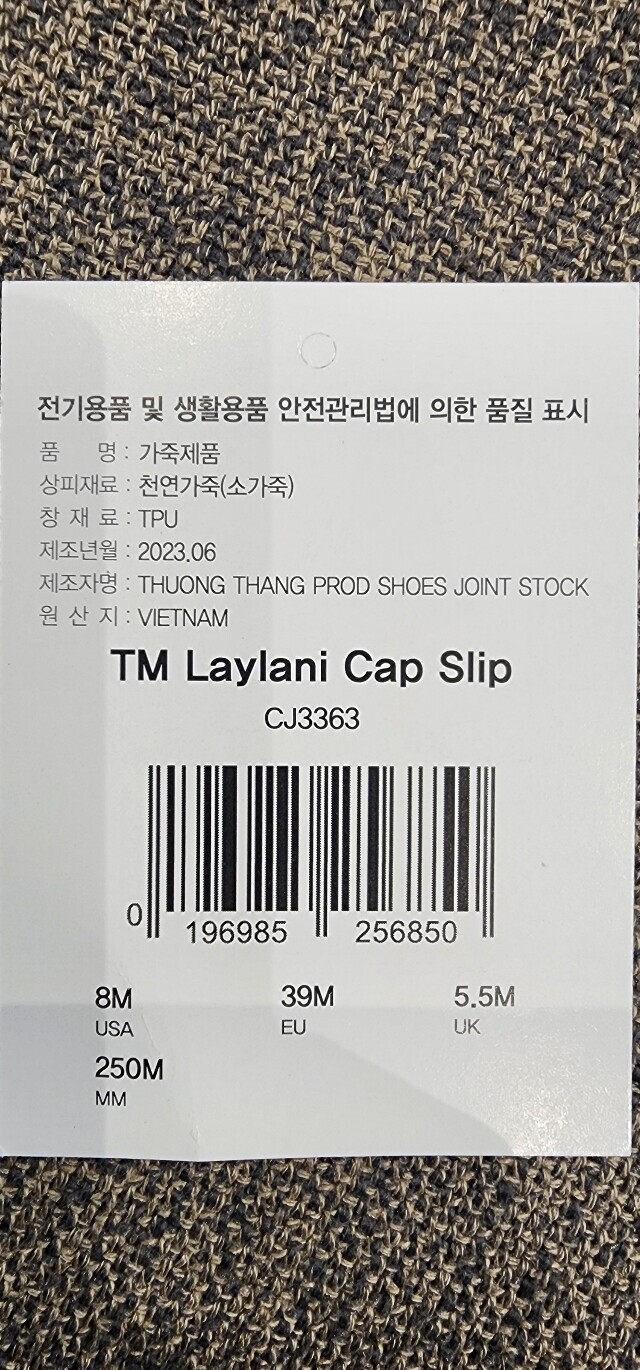 전기용품 및 생활용품 안전관리법에 의한 품질 표시
품 명 : 가죽제품
상피재료 : 천연가죽(소가죽)
창 재 료 : TPU
제조년월 : 2023.06
제조자명 : THUONG THANG PROD SHOES JOINT STOCK
원 산 지 : VIETNAM
TM Laylani Cap Slip
CJ3363
0 196985 256850
8M 39M 5.5M
USA EU UK
250M
MM